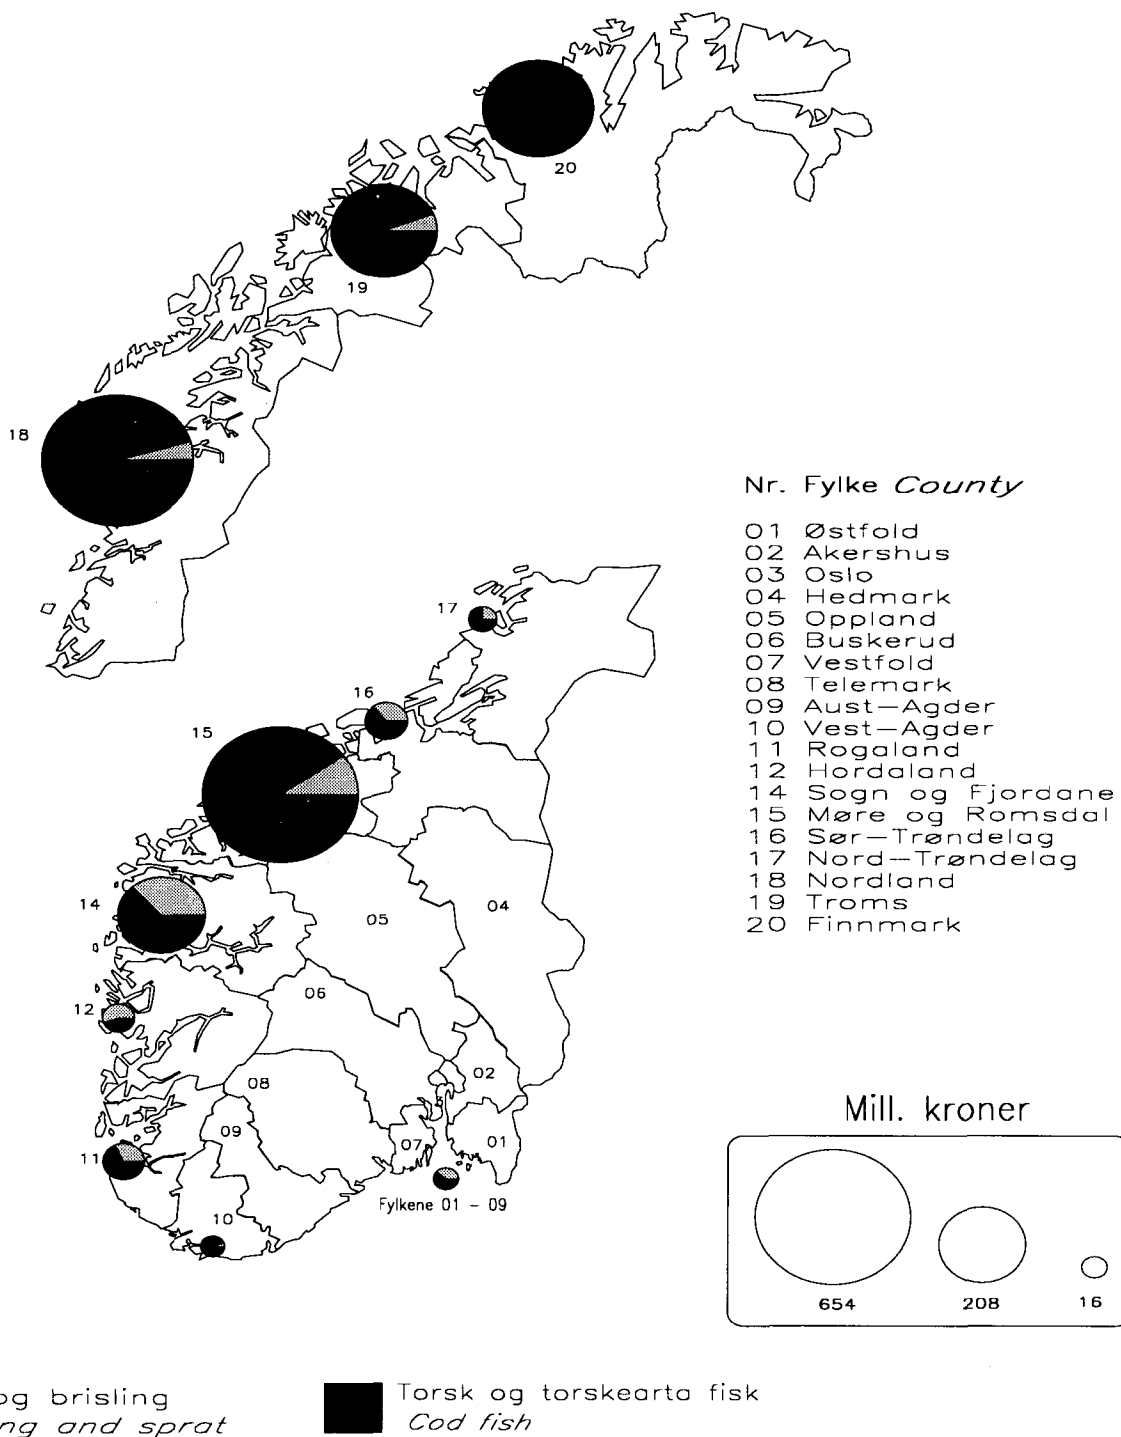 20
19
18
Nr. Fylke County
01 Østfold
02 Akershus
03 Oslo
04 Hedmark
05 Oppland
06 Buskerud
07 Vestfold
08 Telemark
09 Aust-Agder
10 Vest-Agder
11 Rogaland
12 Hordaland
14 Sogn og Fjordane
15 Møre og Romsdal
16 Sør-Trøndelag
17 Nord-Trøndelag
18 Nordland
19 Troms
20 Finnmark
17
16
15
14
05
04
12
06
02
08
09
07
01
11
Fylkene 01 - 09
10
Mill. kroner
654 208 16
og brisling
ng and sprat
Torsk og torskearta fisk
Cod fish